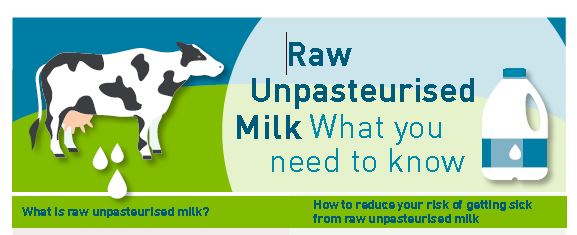 Raw
Unpasteurised
Milk What you
need to know
What is raw unpasteurised milk?
How to reduce your risk of getting sick
from raw unpasteurised milk